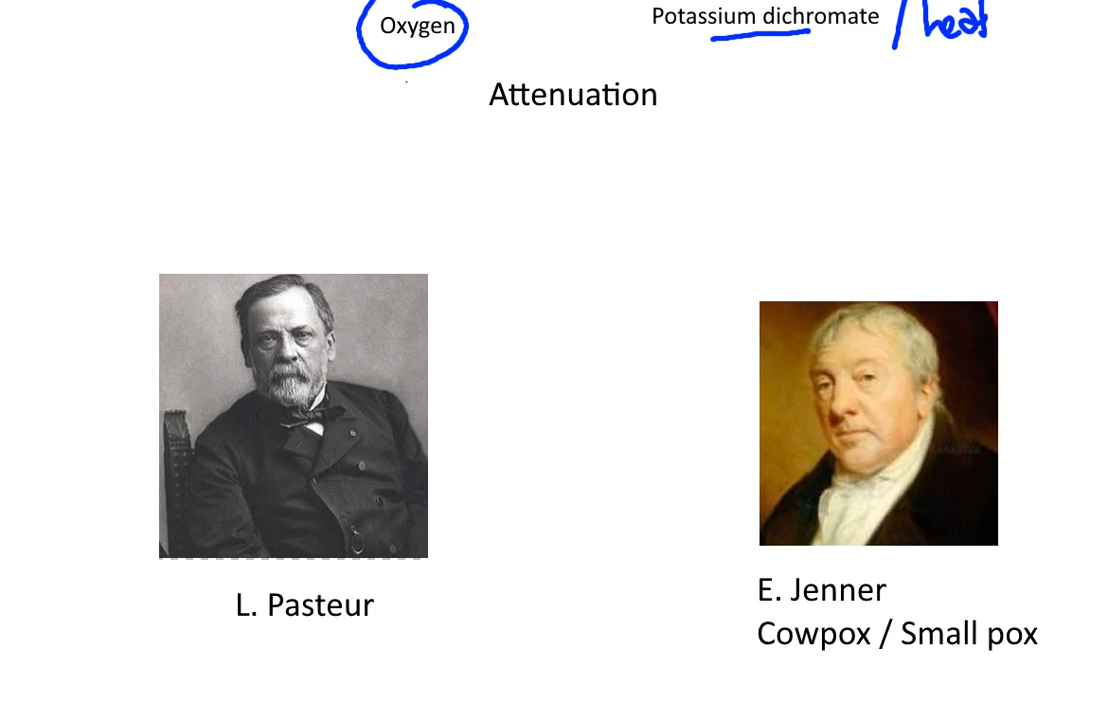 Oxygen
Potassium dichromate / heat
Attenuation
L. Pasteur
E. Jenner
Cowpox / Small pox